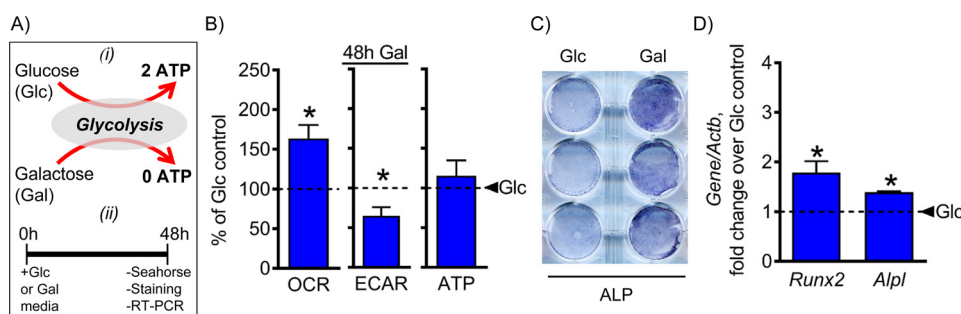 A)
(i)
Glucose
(Glc)
2 ATP
Glycolysis
Galactose
(Gal)
0 ATP
(ii)
0h
48h
+Glc
or Gal
media
-Seahorse
-Staining
-RT-PCR
B)
48h Gal
% of Glc control
250
200
150
100
50
0
*
*
Glc
OCR
ECAR
ATP
C)
Glc
Gal
ALP
D)
Gene/Actb,
fold change over Glc control
4
3
2
1
0
*
*
Glc
Runx2
Alpl